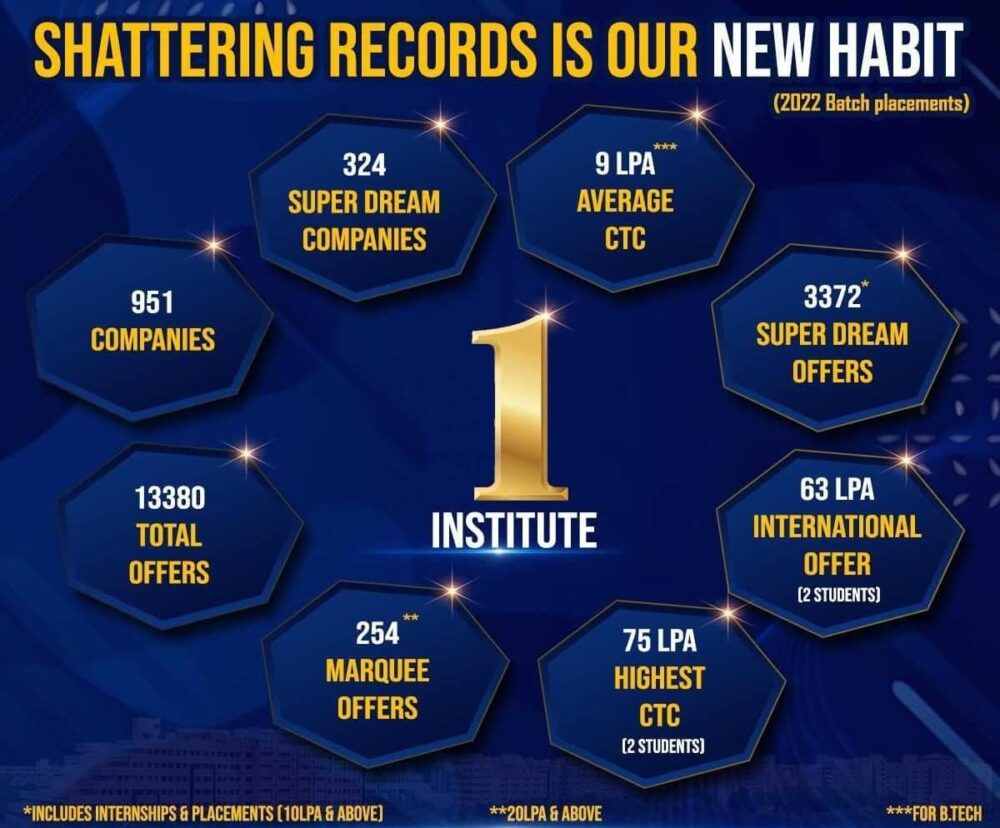 SHATTERING RECORDS IS OUR NEW HABIT
(2022 Batch placements)
324
SUPER DREAM
COMPANIES
9 LPA***
AVERAGE
CTC
951
COMPANIES
3372*
SUPER DREAM
OFFERS
1
INSTITUTE
13380
TOTAL
OFFERS
63 LPA
INTERNATIONAL
OFFER
(2 STUDENTS)
254**
MARQUEE
OFFERS
75 LPA
HIGHEST
CTC
(2 STUDENTS)
*INCLUDES INTERNSHIPS & PLACEMENTS (10LPA & ABOVE)
**20LPA & ABOVE
***FOR B.TECH